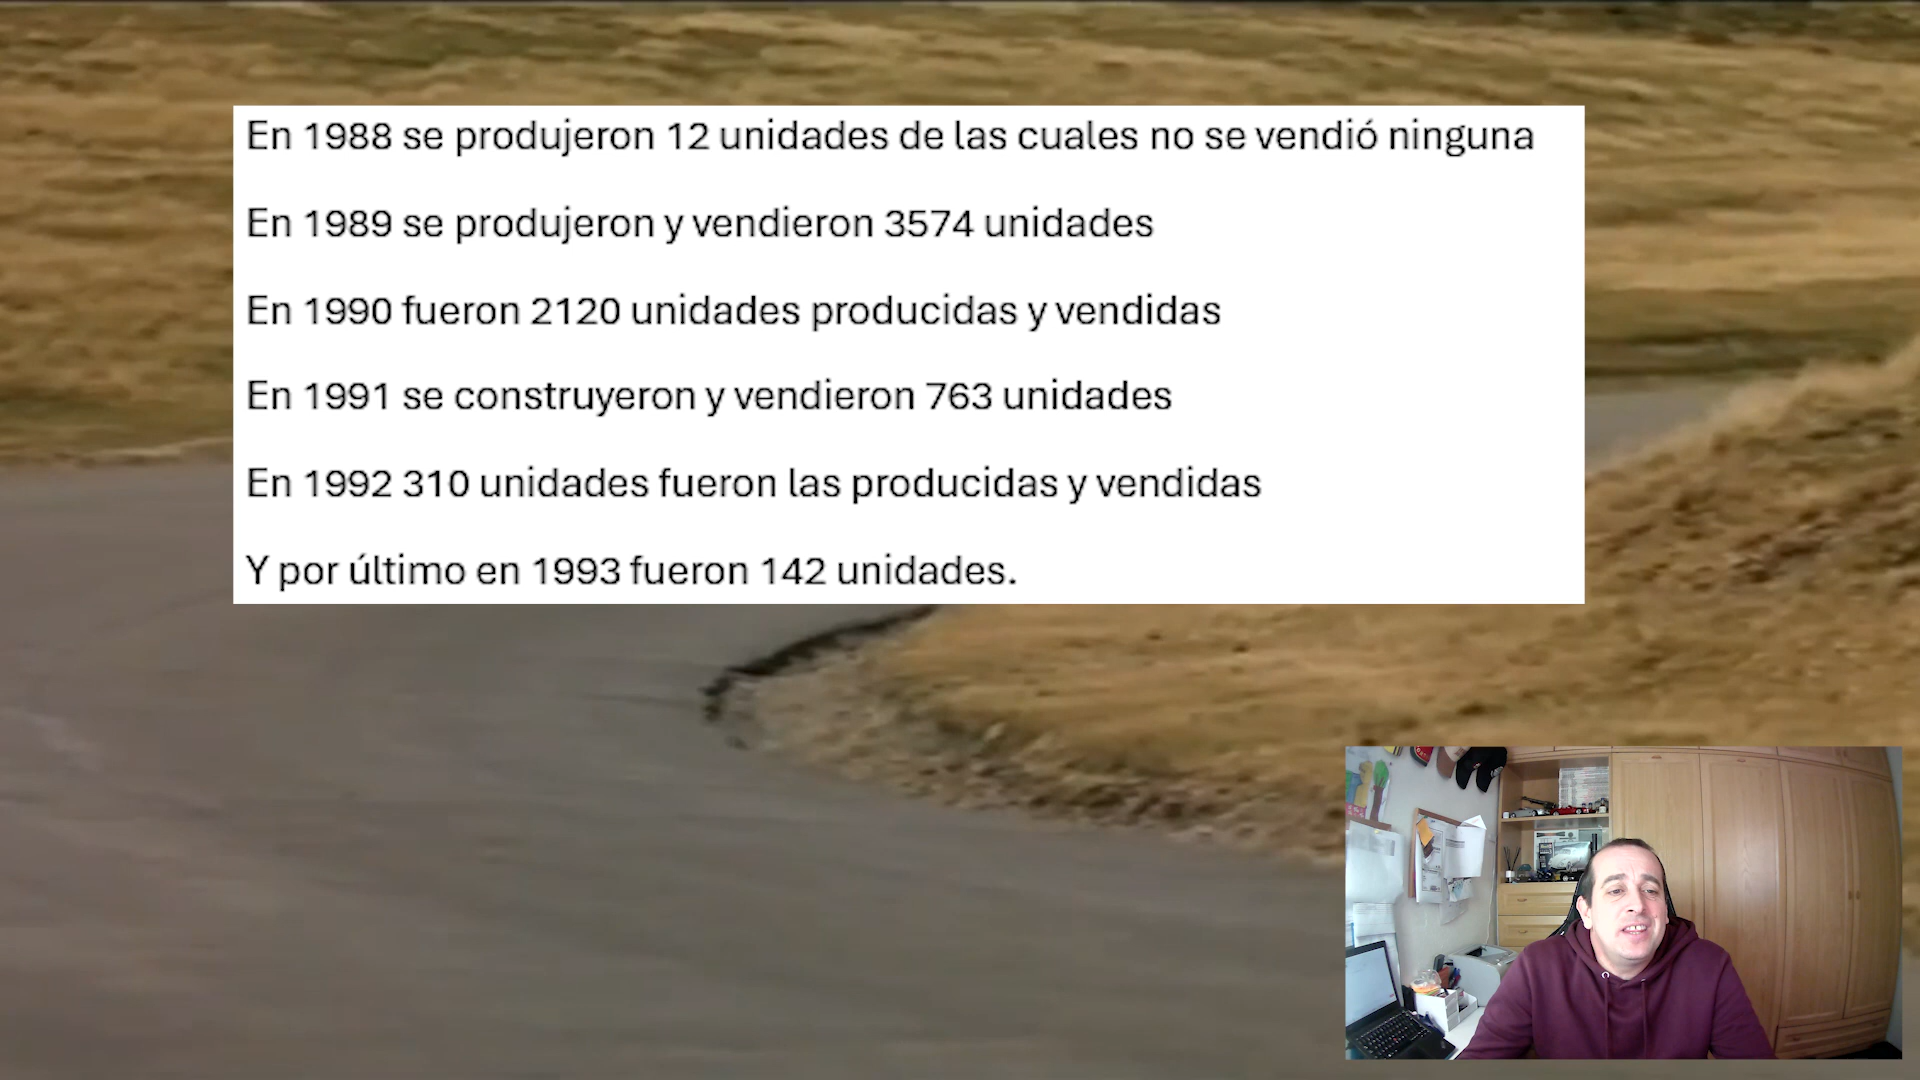 En 1988 se produjeron 12 unidades de las cuales no se vendió ninguna
En 1989 se produjeron y vendieron 3574 unidades
En 1990 fueron 2120 unidades producidas y vendidas
En 1991 se construyeron y vendieron 763 unidades
En 1992 310 unidades fueron las producidas y vendidas
Y por último en 1993 fueron 142 unidades.